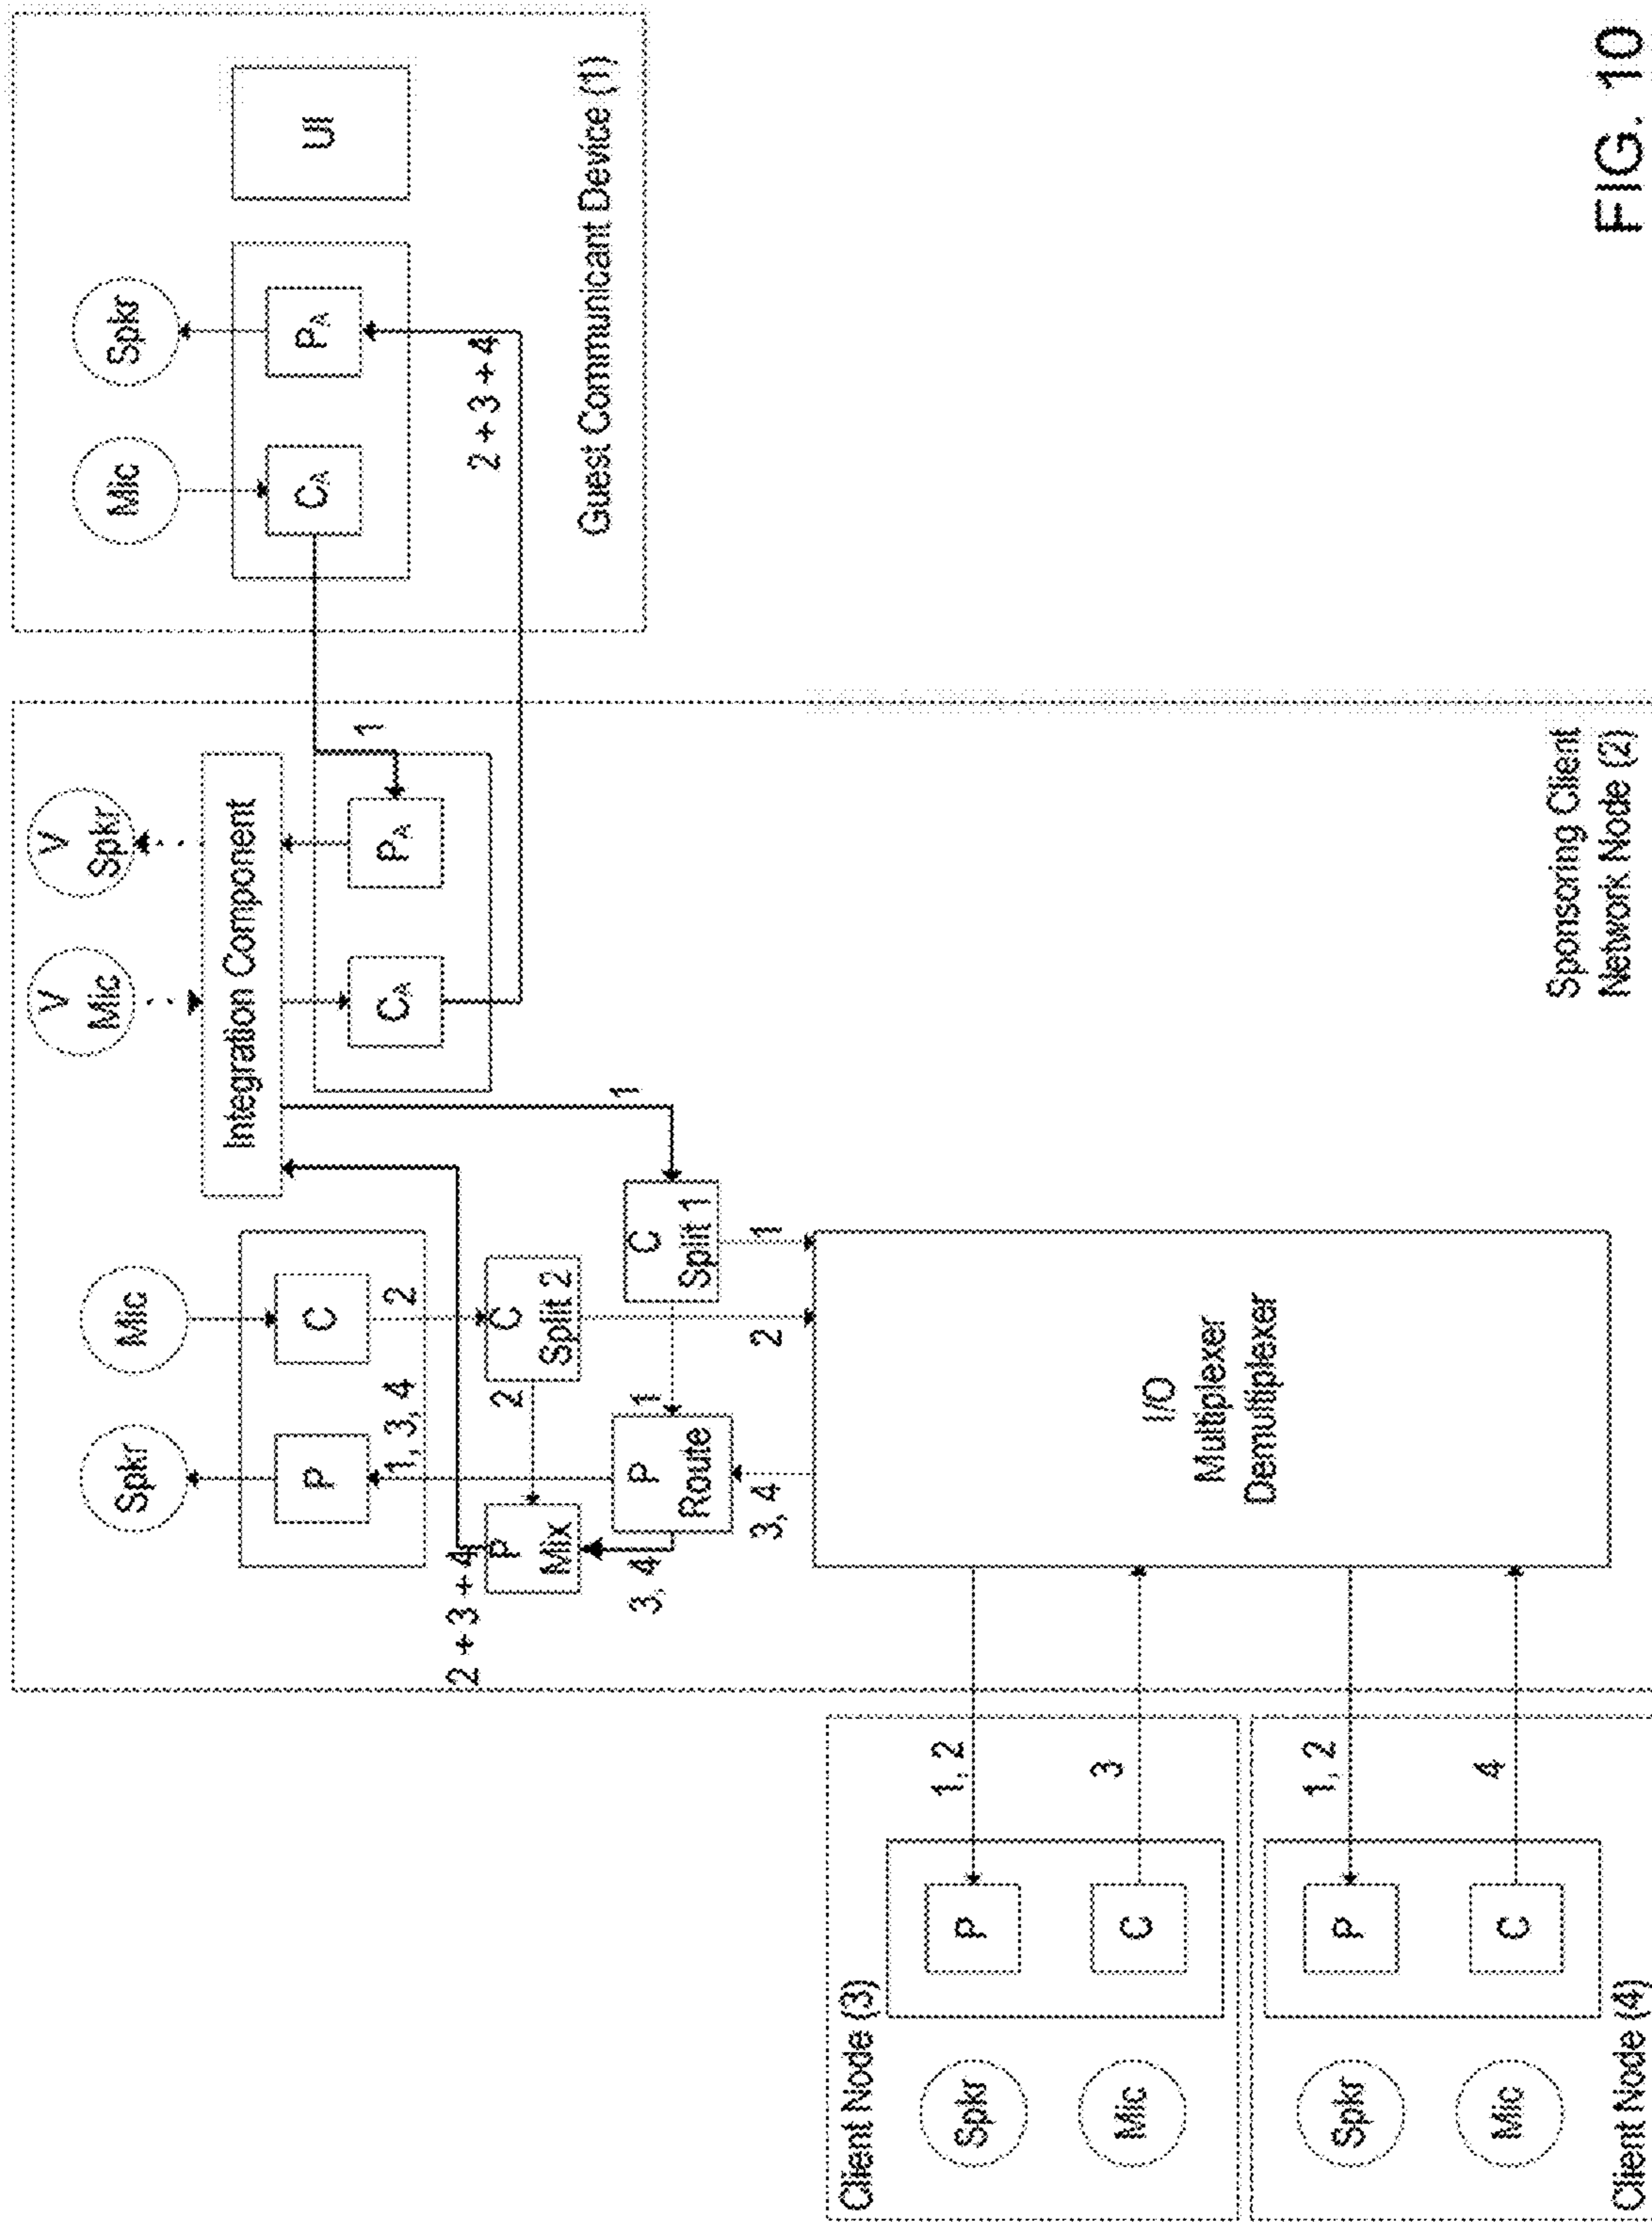 Client Node (3)
Spkr
P
1, 2
Mic
C
3
Spkr
P
1, 2
Mic
C
4
Client Node (4)
Spkr
Mic
V
Mic
V
Spkr
Integration Component
P
C
1, 3, 4
2
CA
PA
1
2 + 3 + 4
P
Mix
2
C
Split 2
3, 4
P
Route
1
C
Split 1
1
3, 4
2
1
I/O
Multiplexer
Demultiplexer
Sponsoring Client
Network Node (2)
Mic
Spkr
CA
PA
UI
2 + 3 + 4
Guest Communicant Device (1)
FIG. 10